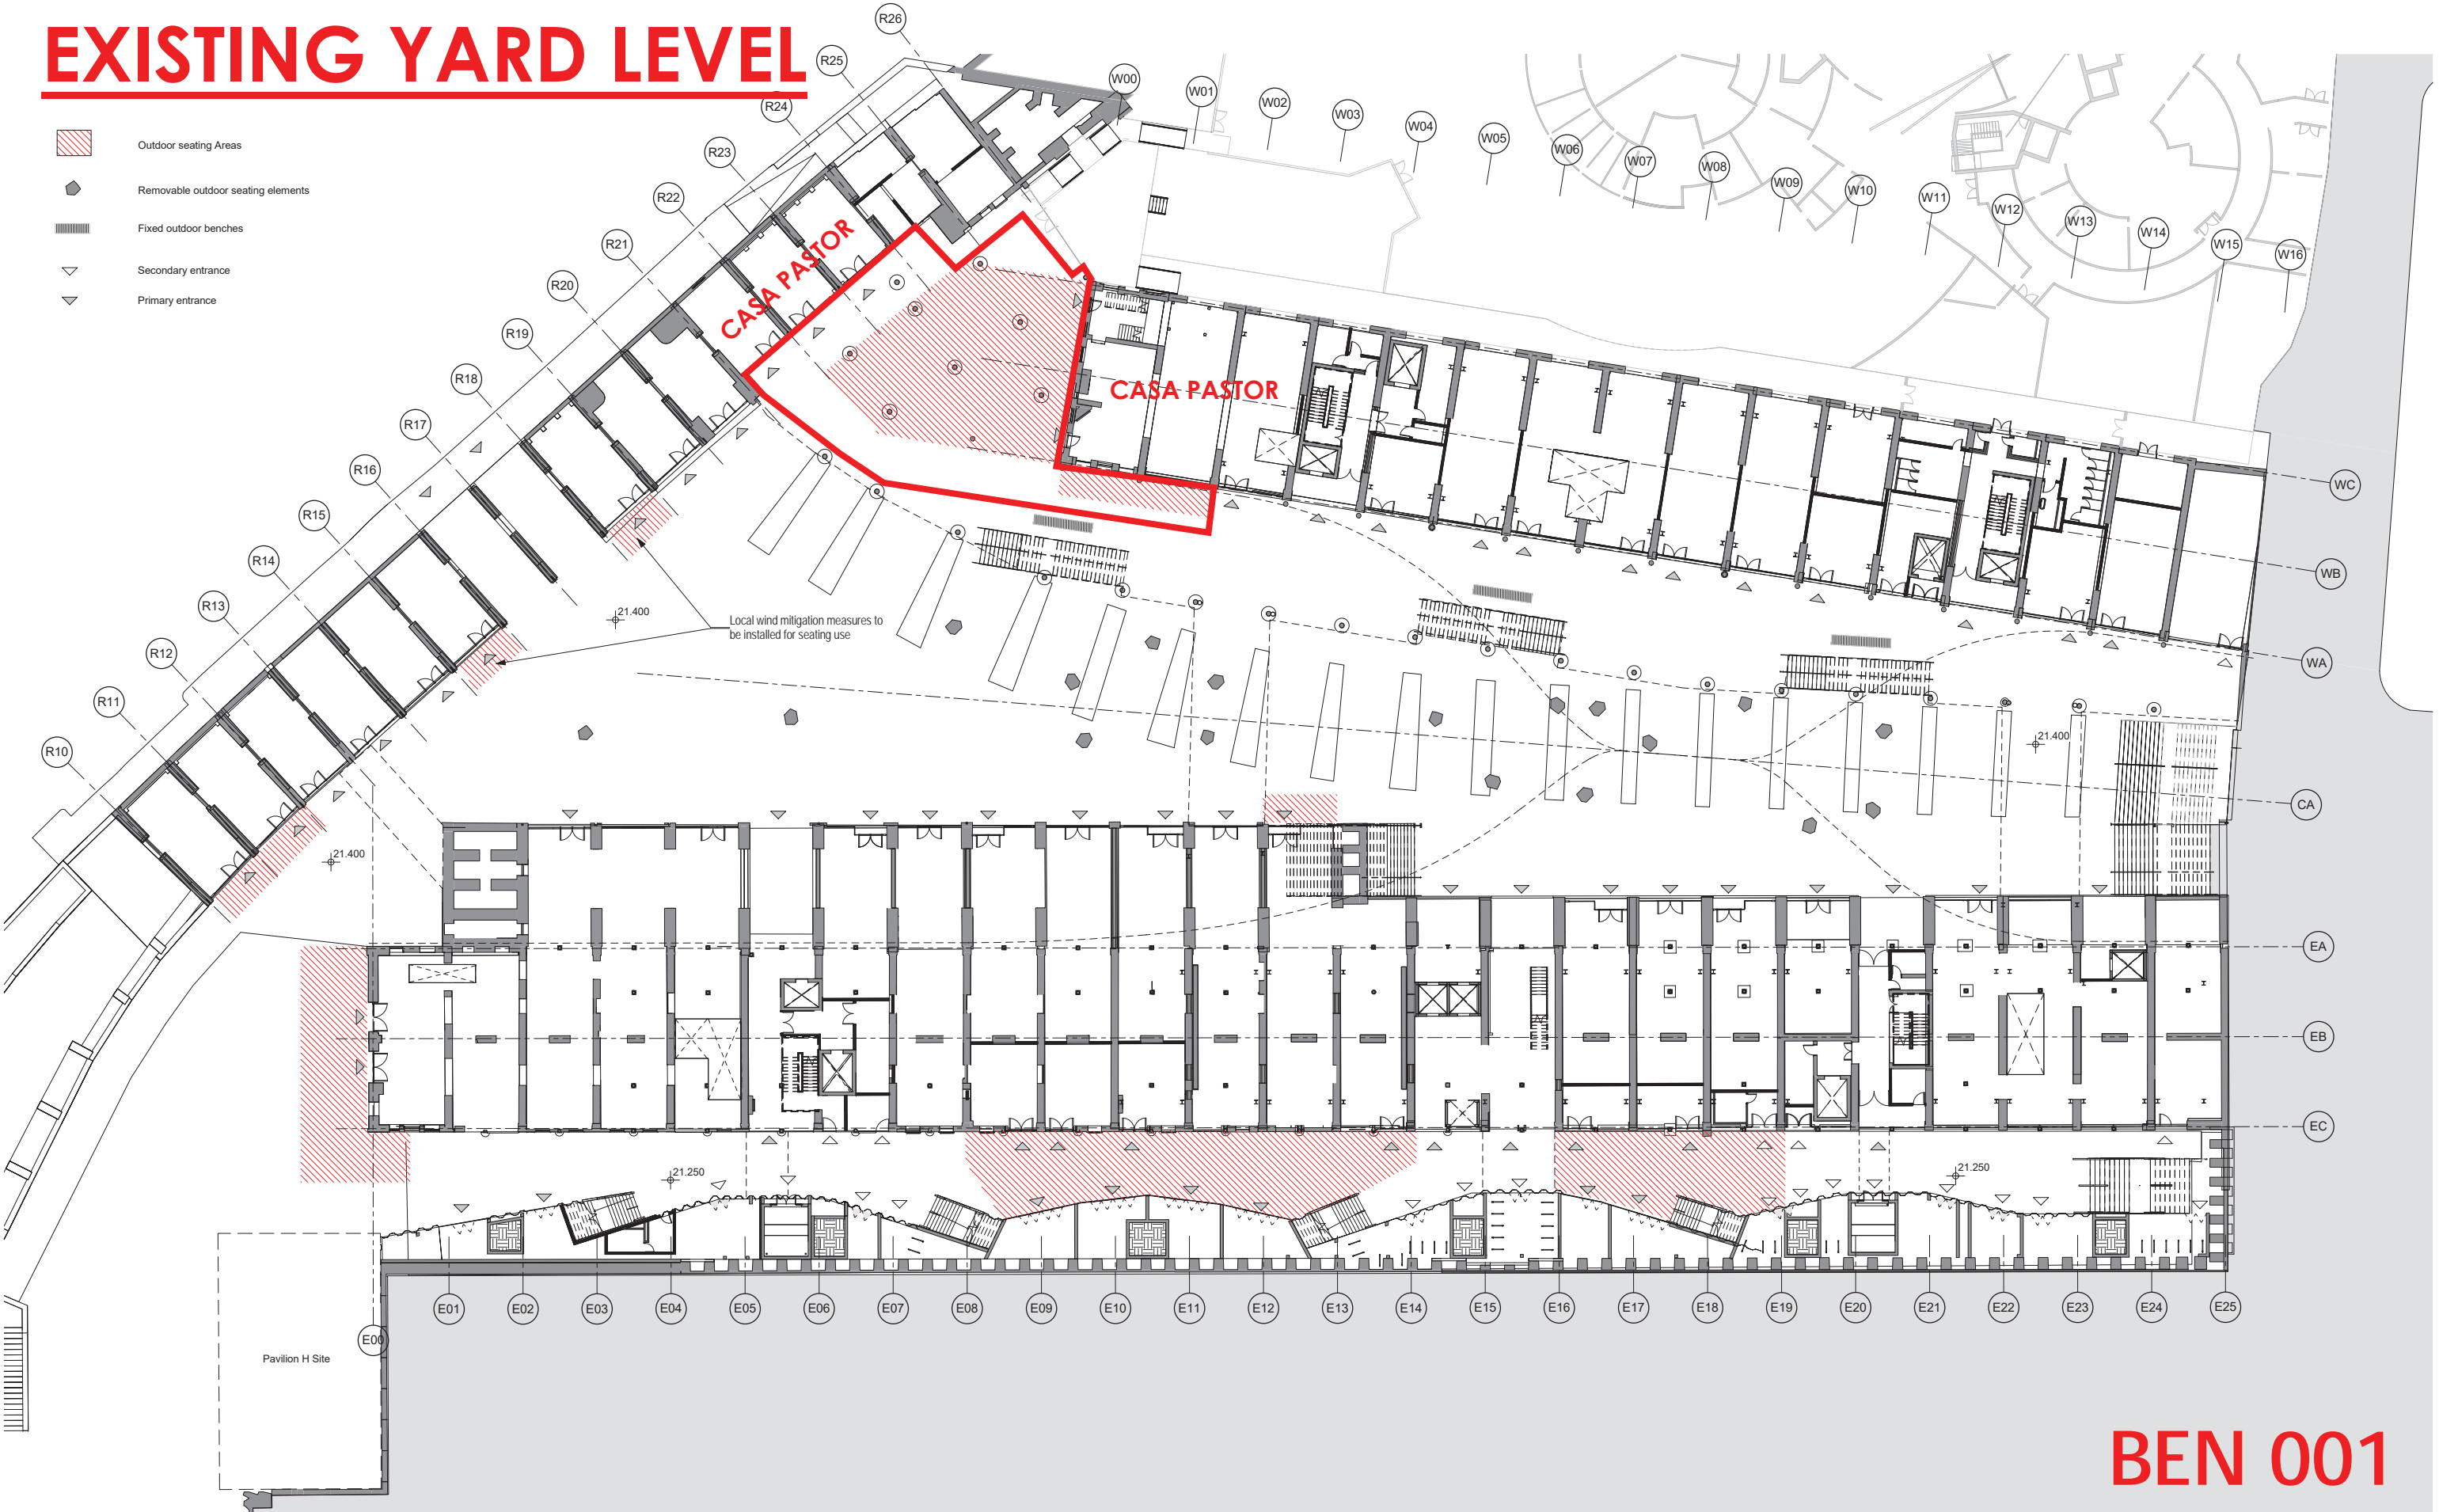 EXISTING YARD LEVEL
Outdoor seating Areas
Removable outdoor seating elements
Fixed outdoor benches
Secondary entrance
Primary entrance
R26
R25
R24
R23
R22
R21
R20
R19
R18
R17
R16
R15
R14
R13
R12
R11
R10
W00
W01
W02
W03
W04
W05
W06
W07
W08
W09
W10
W11
W12
W13
W14
W15
W16
CASA PASTOR
CASA PASTOR
WC
WB
WA
CA
EA
EB
EC
21.400
Local wind mitigation measures to
be installed for seating use
21.400
21.400
21.250
21.250
E00
E01
E02
E03
E04
E05
E06
E07
E08
E09
E10
E11
E12
E13
E14
E15
E16
E17
E18
E19
E20
E21
E22
E23
E24
E25
Pavilion H Site
BEN 001